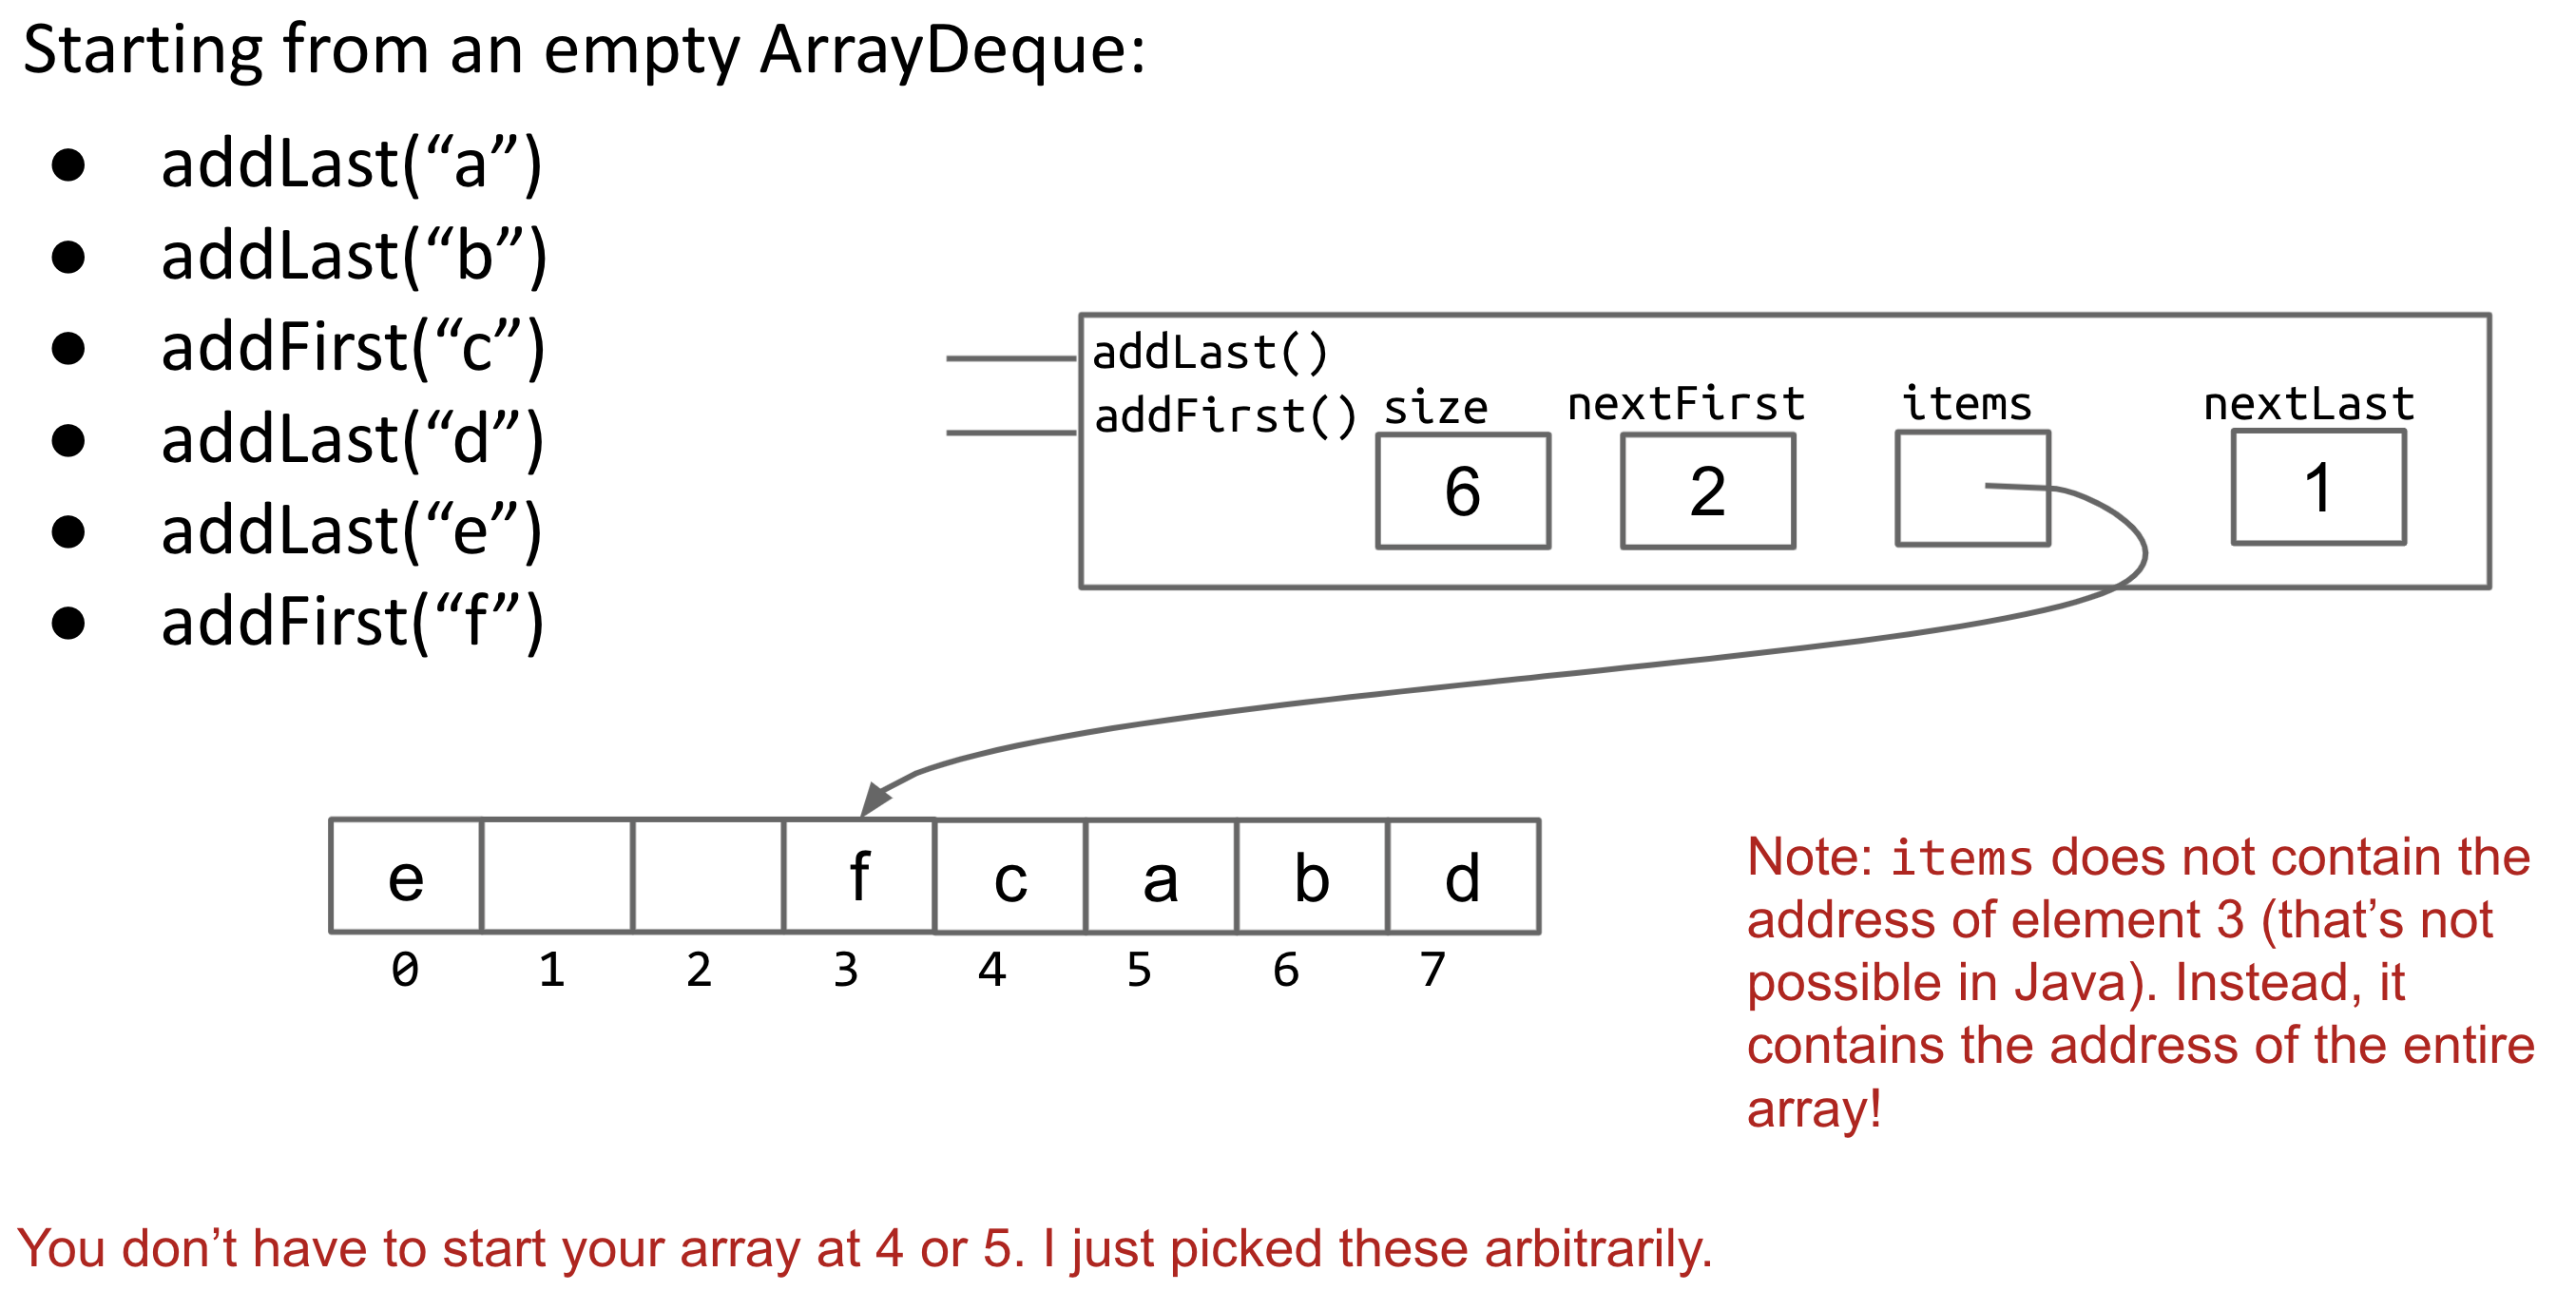 Starting from an empty ArrayDeque:
● addLast(“a”)
● addLast(“b”)
● addFirst(“c”)
● addLast(“d”)
● addLast(“e”)
● addFirst(“f”)
addLast()
addFirst() size nextFirst items nextLast
6 2 1
e f c a b d
0 1 2 3 4 5 6 7
Note: items does not contain the
address of element 3 (that’s not
possible in Java). Instead, it
contains the address of the entire
array!
You don’t have to start your array at 4 or 5. I just picked these arbitrarily.